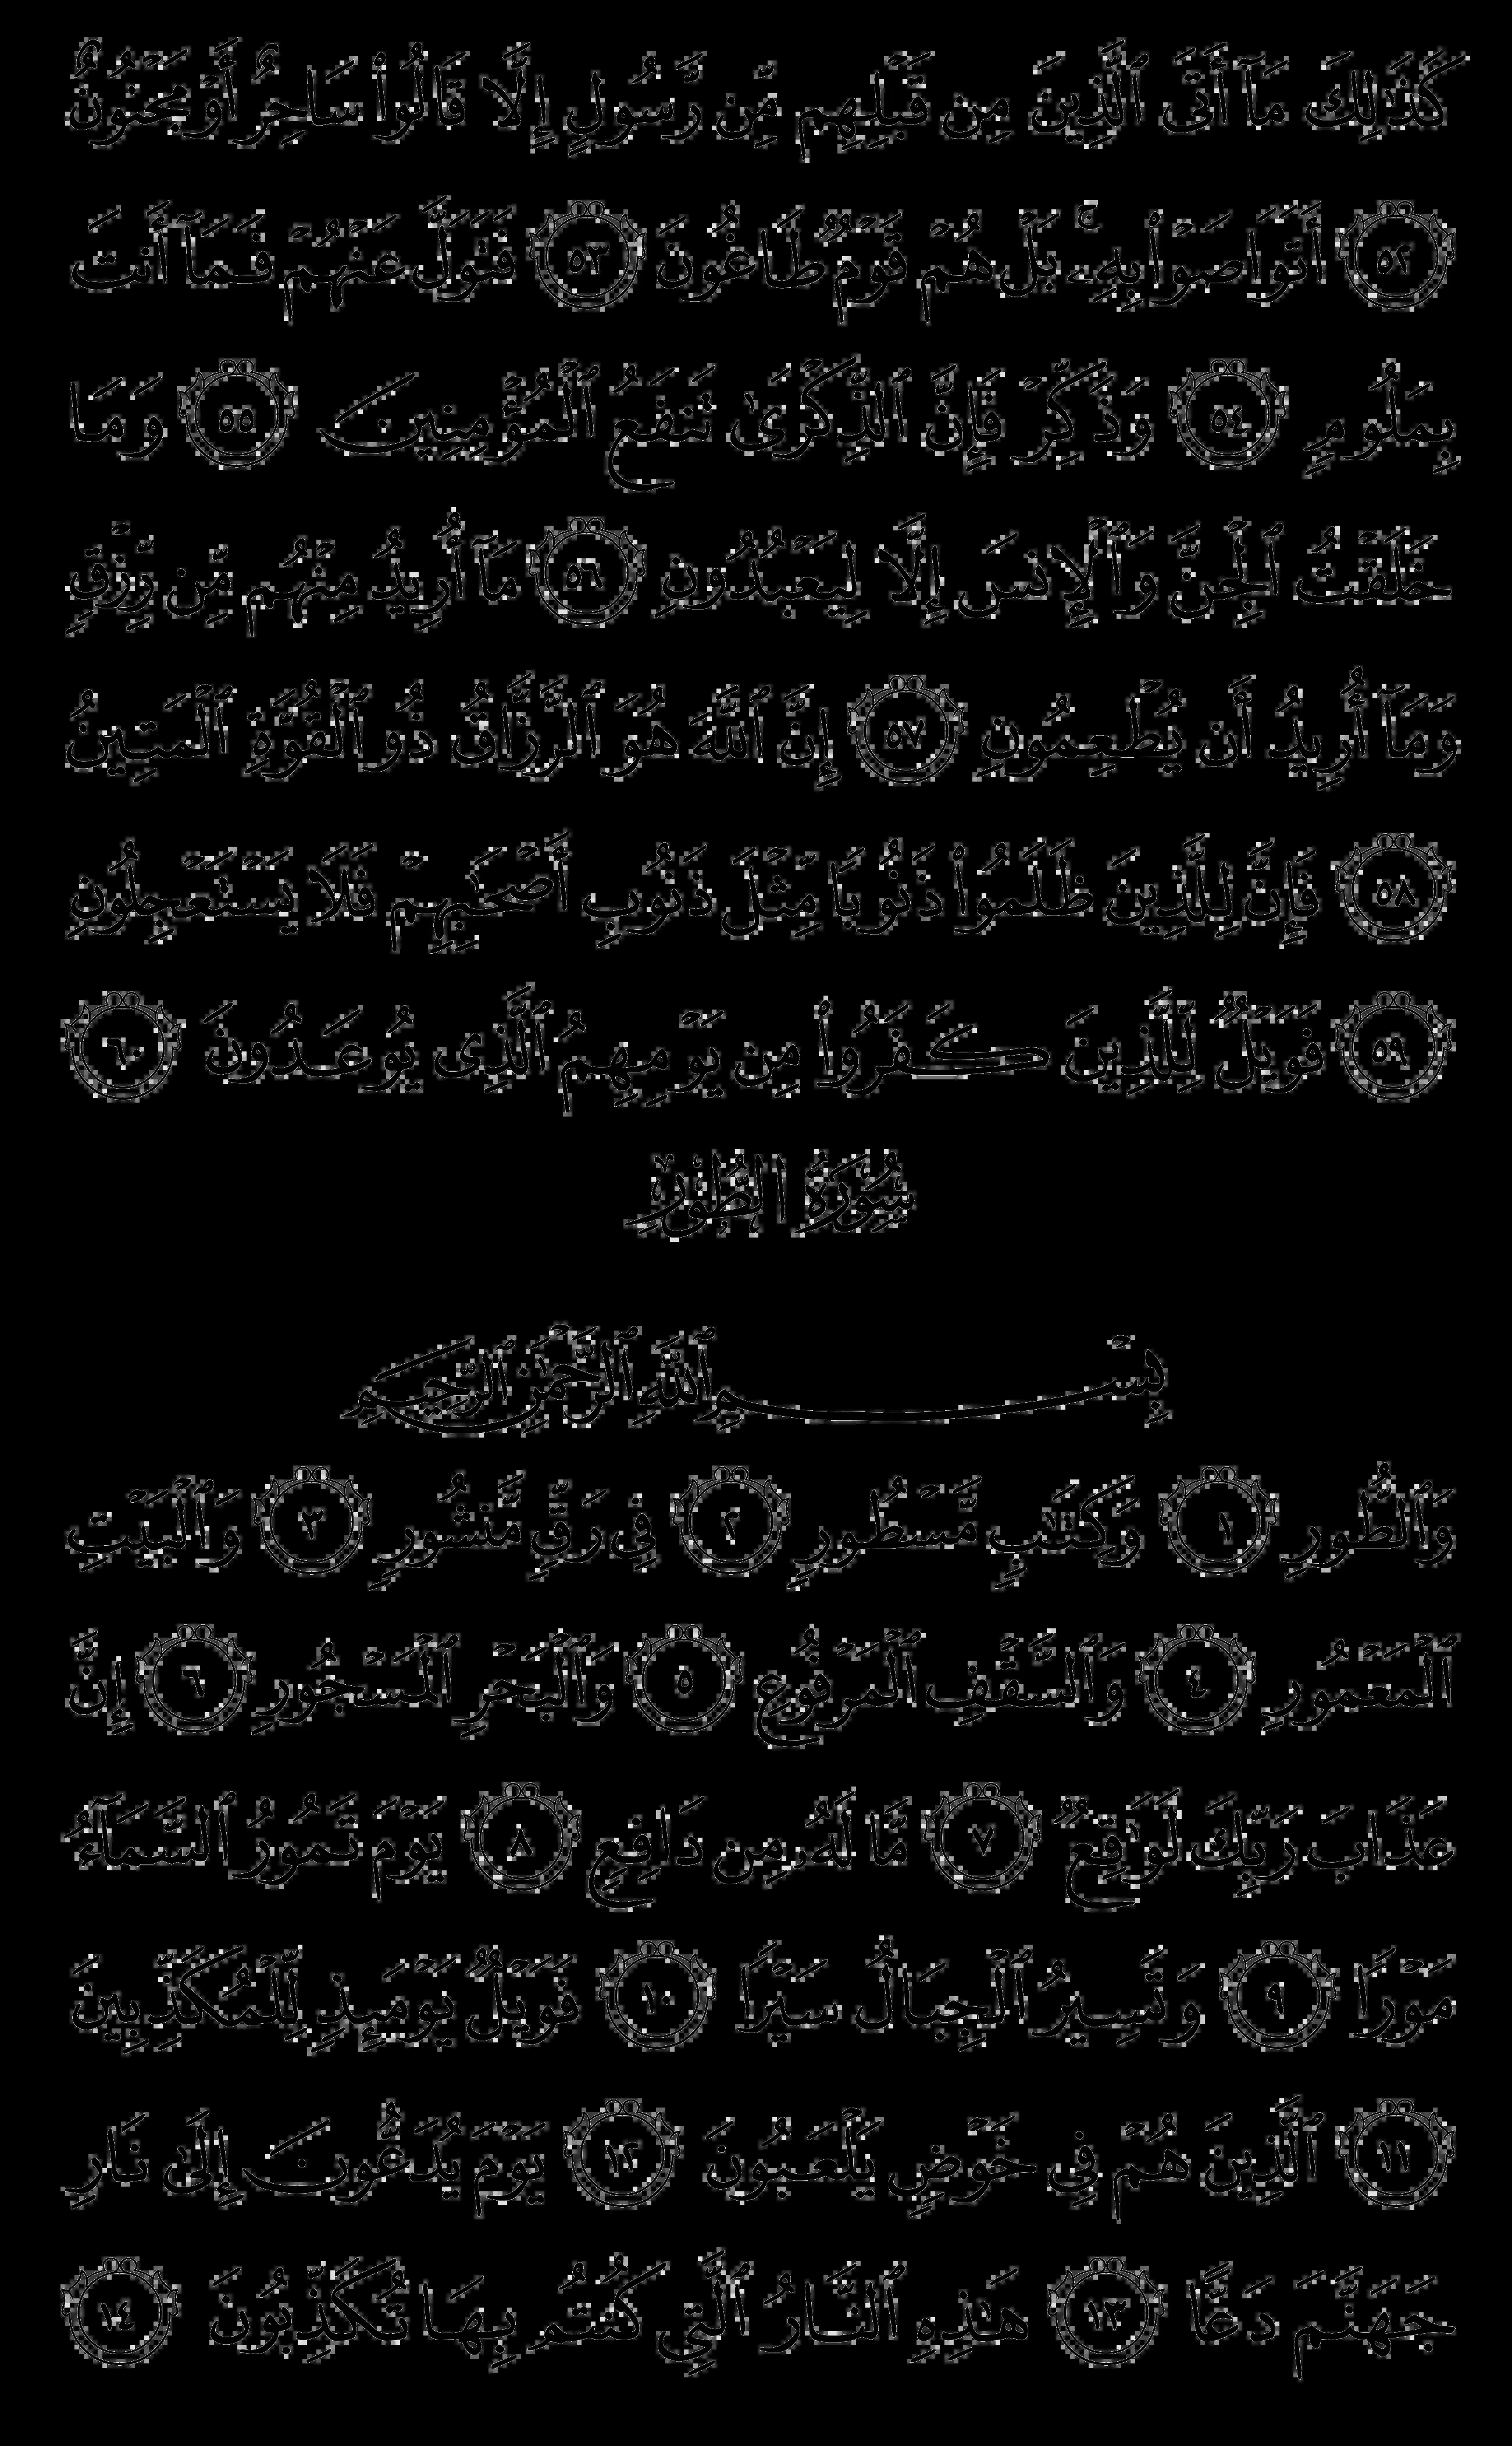 كَذَٰلِكَ مَآ أَتَى ٱلَّذِينَ مِن قَبْلِهِم مِّن رَّسُولٍ إِلَّا قَالُوا۟ سَاحِرٌ أَوْ مَجْنُونٌ
٥٢ أَتَوَاصَوْا۟ بِهِۦ ۚ بَلْ هُمْ قَوْمٌ طَاغُونَ ٥٣ فَتَوَلَّ عَنْهُمْ فَمَآ أَنتَ
بِمَلُومٍ ٥٤ وَذَكِّرْ فَإِنَّ ٱلذِّكْرَىٰ تَنفَعُ ٱلْمُؤْمِنِينَ ٥٥ وَمَا
خَلَقْتُ ٱلْجِنَّ وَٱلْإِنسَ إِلَّا لِيَعْبُدُونِ ٥٦ مَآ أُرِيدُ مِنْهُم مِّن رِّزْقٍ
وَمَآ أُرِيدُ أَن يُطْعِمُونِ ٥٧ إِنَّ ٱللَّهَ هُوَ ٱلرَّزَّاقُ ذُو ٱلْقُوَّةِ ٱلْمَتِينُ
٥٨ فَإِنَّ لِلَّذِينَ ظَلَمُوا۟ ذَنُوبًا مِّثْلَ ذَنُوبِ أَصْحَٰبِهِمْ فَلَا يَسْتَعْجِلُونِ
٥٩ فَوَيْلٌ لِّلَّذِينَ كَفَرُوا۟ مِن يَوْمِهِمُ ٱلَّذِى يُوعَدُونَ ٦٠
سُورَةُ الطُّورِ
بِسْمِ ٱللَّهِ ٱلرَّحْمَٰنِ ٱلرَّحِيمِ
وَٱلطُّورِ ١ وَكِتَٰبٍ مَّسْطُورٍ ٢ فِى رَقٍّ مَّنشُورٍ ٣ وَٱلْبَيْتِ
ٱلْمَعْمُورِ ٤ وَٱلسَّقْفِ ٱلْمَرْفُوعِ ٥ وَٱلْبَحْرِ ٱلْمَسْجُورِ ٦ إِنَّ
عَذَابَ رَبِّكَ لَوَٰقِعٌ ٧ مَّا لَهُۥ مِن دَافِعٍ ٨ يَوْمَ تَمُورُ ٱلسَّمَآءُ
مَوْرًا ٩ وَتَسِيرُ ٱلْجِبَالُ سَيْرًا ١٠ فَوَيْلٌ يَوْمَئِذٍ لِّلْمُكَذِّبِينَ
١١ ٱلَّذِينَ هُمْ فِى خَوْضٍ يَلْعَبُونَ ١٢ يَوْمَ يُدَعُّونَ إِلَىٰ نَارِ
جَهَنَّمَ دَعًّا ١٣ هَٰذِهِ ٱلنَّارُ ٱلَّتِى كُنتُم بِهَا تُكَذِّبُونَ ١٤